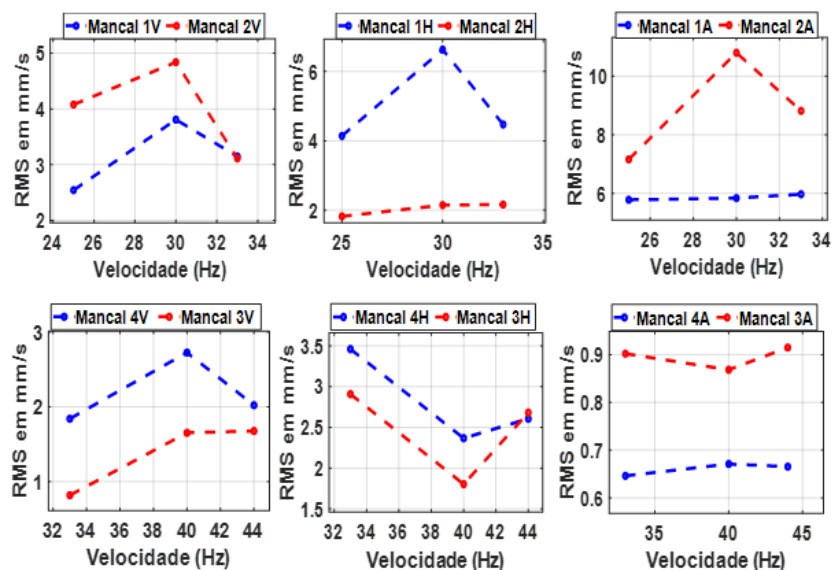 Mancal 1V Mancal 2V
RMS em mm/s
5
4
3
2
24 26 28 30 32 34
Velocidade (Hz)
Mancal 1H Mancal 2H
RMS em mm/s
6
4
2
25 30 35
Velocidade (Hz)
Mancal 1A Mancal 2A
RMS em mm/s
10
8
6
26 28 30 32 34
Velocidade (Hz)
Mancal 4V Mancal 3V
RMS em mm/s
3
2
1
32 36 40 44
Velocidade (Hz)
Mancal 4H Mancal 3H
RMS em mm/s
3.5
3
2.5
2
1.5
32 34 36 38 40 42 44
Velocidade (Hz)
Mancal 4A Mancal 3A
RMS em mm/s
0.9
0.8
0.7
0.6
35 40 45
Velocidade (Hz)